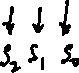 ↓ ↓ ↓
S₂ S₁ S₀